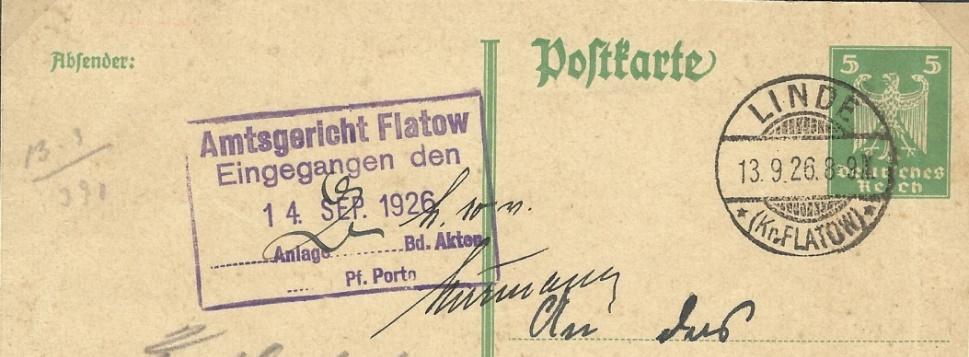 Absender:
Postkarte
5 5
Deutsches
Reich
LINDE
13.9.26.8-9V.
(Kr.FLATOW)
Amtsgericht Flatow
Eingegangen den
14. SEP. 1926
Anlage Bd. Akten
Pf. Porto
An das